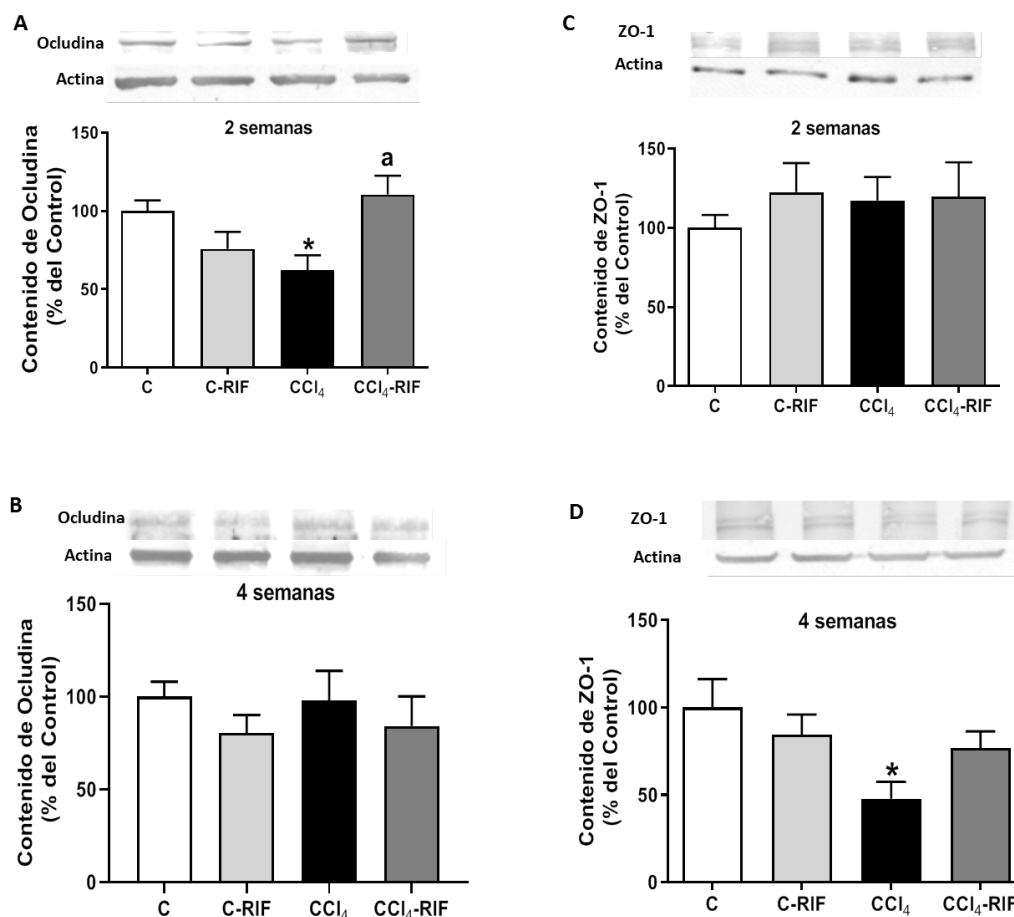 A
Ocludina
Actina
2 semanas
Contenido de Ocludina
(% del Control)
150
100
50
0
*
a
C
C-RIF
CCl₄
CCl₄-RIF
C
ZO-1
Actina
2 semanas
Contenido de ZO-1
(% del Control)
150
100
50
0
C
C-RIF
CCl₄
CCl₄-RIF
B
Ocludina
Actina
4 semanas
Contenido de Ocludina
(% del Control)
150
100
50
0
C
C-RIF
CCl₄
CCl₄-RIF
D
ZO-1
Actina
4 semanas
Contenido de ZO-1
(% del Control)
150
100
50
0
*
C
C-RIF
CCl₄
CCl₄-RIF